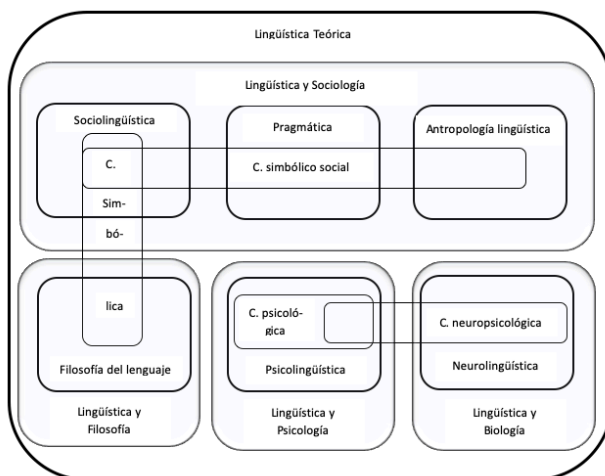 Lingüística Teórica
Lingüística y Sociología
Sociolingüística
Pragmática
Antropología lingüística
C.
C. simbólico social
Sim-
bó-
lica
C. psicoló-
gica
C. neuropsicológica
Filosofía del lenguaje
Psicolingüística
Neurolingüística
Lingüística y
Filosofía
Lingüística y
Psicología
Lingüística y
Biología